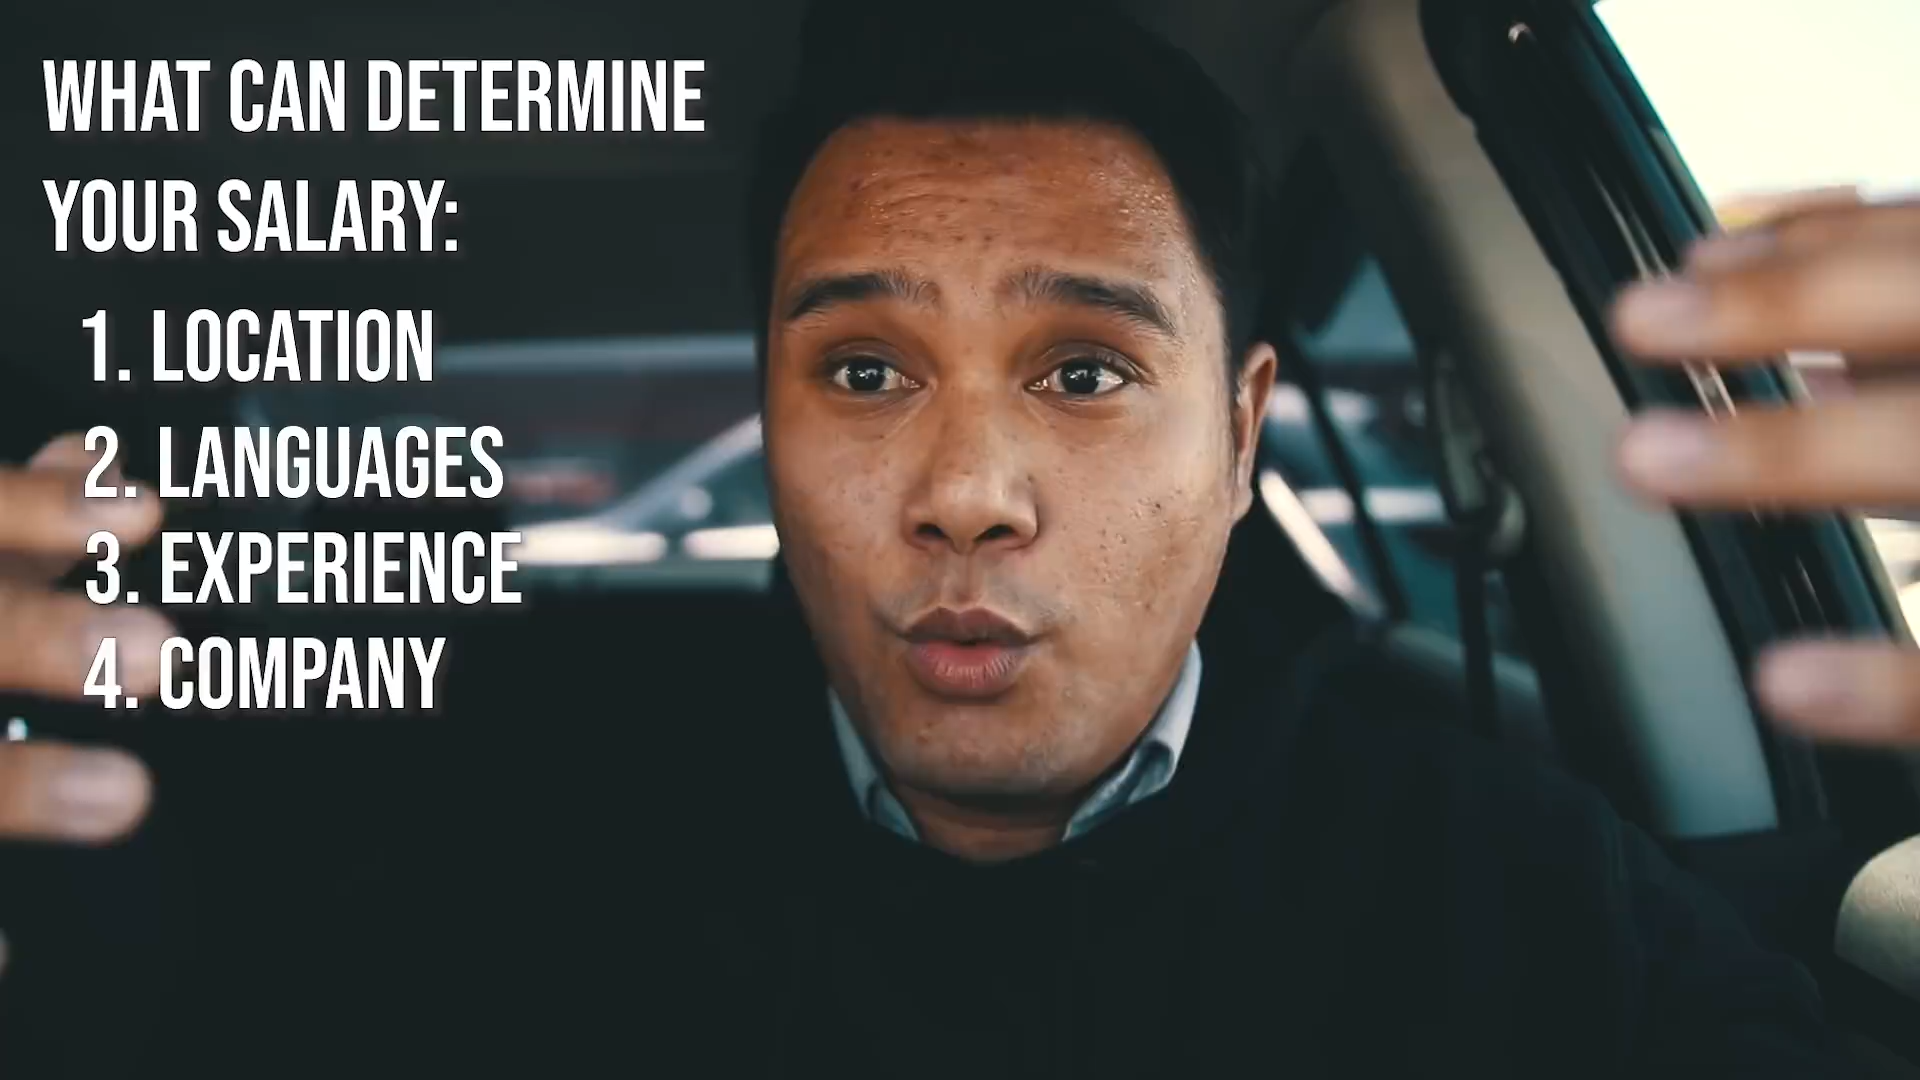 WHAT CAN DETERMINE
YOUR SALARY:
1. LOCATION
2. LANGUAGES
3. EXPERIENCE
4. COMPANY